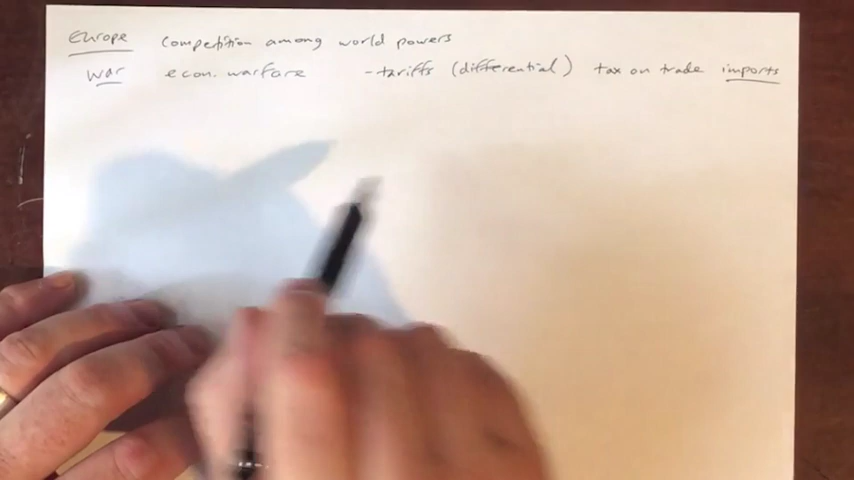 Europe competition among world powers
war econ. warfare - tariffs (differential) tax on trade imports